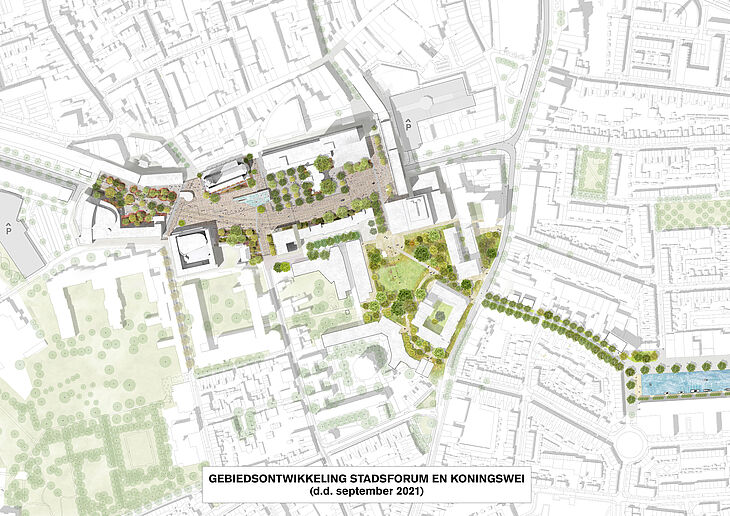 ^
P
^
P
GEBIEDSONTWIKKELING STADSFORUM EN KONINGSWEI
(d.d. september 2021)